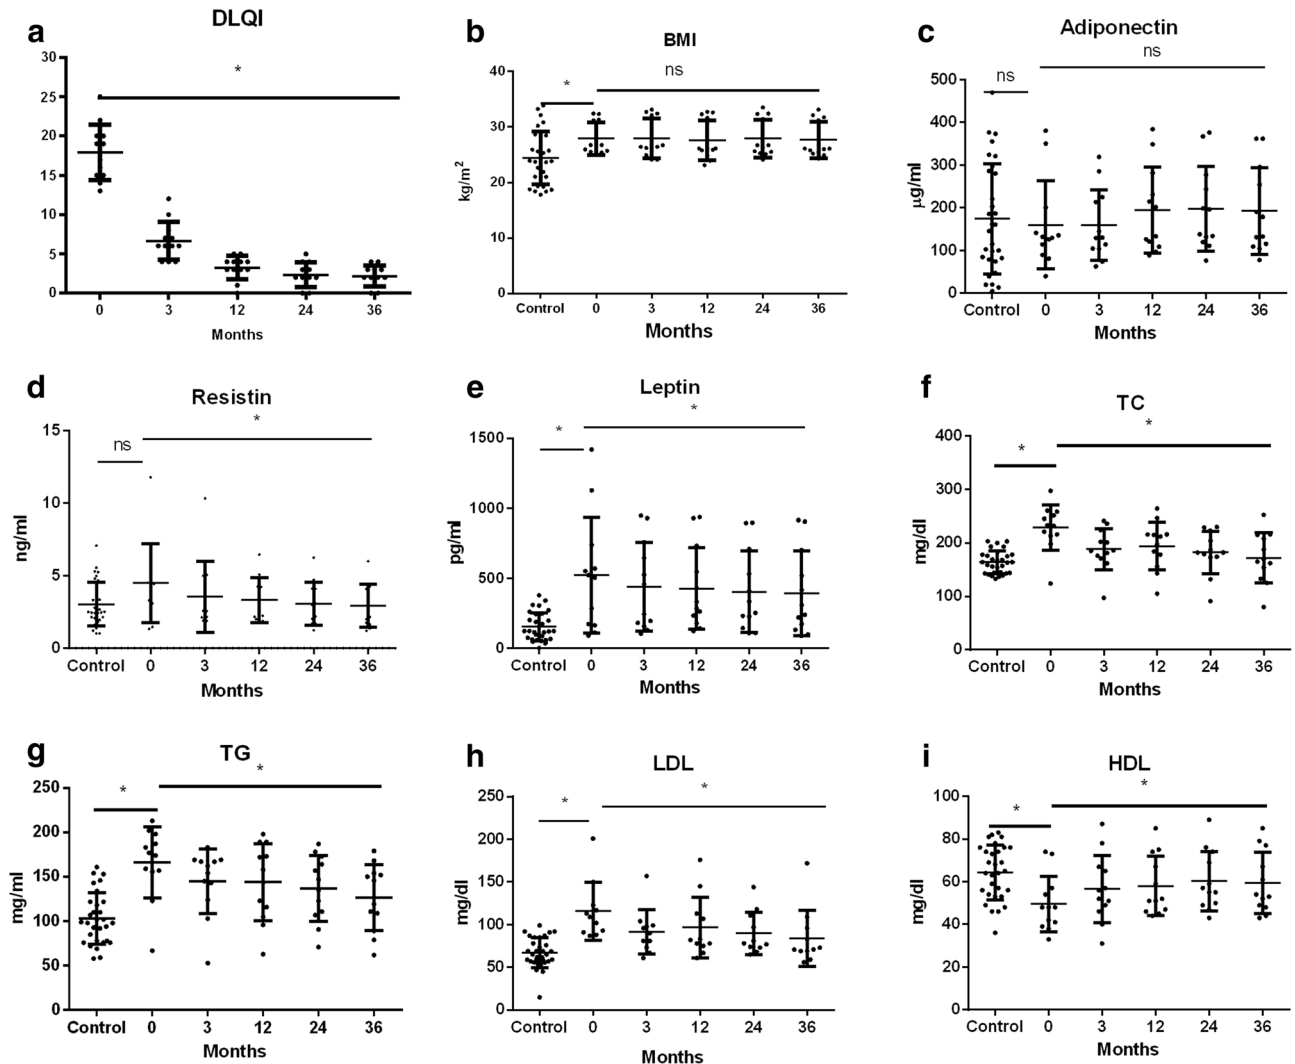 a
DLQI
*
30
25
20
15
10
5
0
0 3 12 24 36
Months
b
BMI
* ns
40
30
20
10
0
kg/m²
Control 0 3 12 24 36
Months
c
Adiponectin
ns
ns
500
400
300
200
100
0
µg/ml
Control 0 3 12 24 36
Months
d
Resistin
*
ns
15
10
5
0
ng/ml
Control 0 3 12 24 36
Months
e
Leptin
*
*
1500
1000
500
0
pg/ml
Control 0 3 12 24 36
Months
f
TC
*
*
400
300
200
100
0
mg/dl
Control 0 3 12 24 36
Months
g
TG
*
*
250
200
150
100
50
0
mg/ml
Control 0 3 12 24 36
Months
h
LDL
*
*
250
200
150
100
50
0
mg/dl
Control 0 3 12 24 36
Months
i
HDL
*
*
100
80
60
40
20
0
mg/dl
Control 0 3 12 24 36
Months